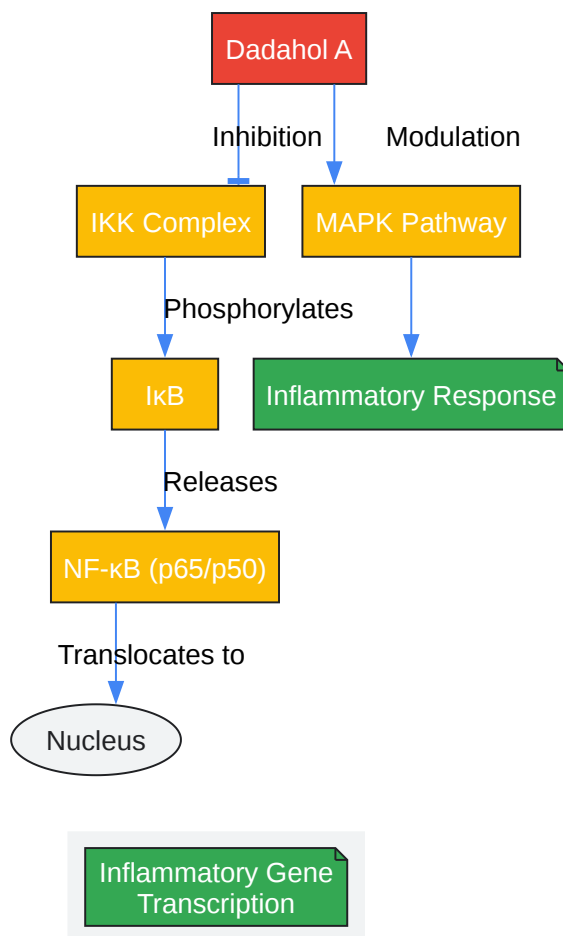 Dadahol A
Inhibition
Modulation
IKK Complex
MAPK Pathway
Phosphorylates
IκB
Inflammatory Response
Releases
NF-κB (p65/p50)
Translocates to
Nucleus
Inflammatory Gene
Transcription